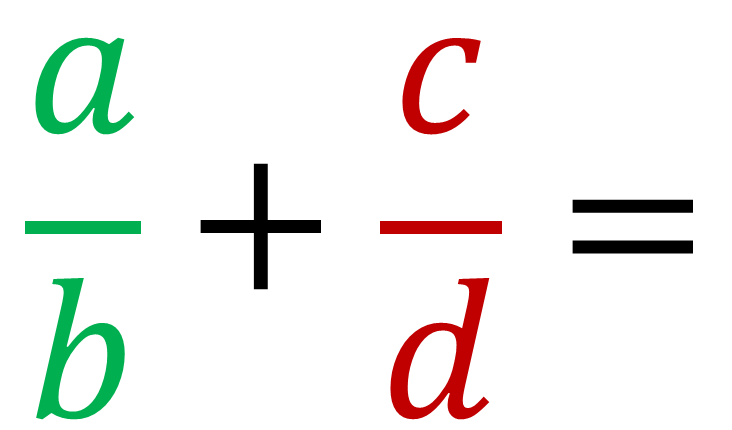 a/b + c/d =